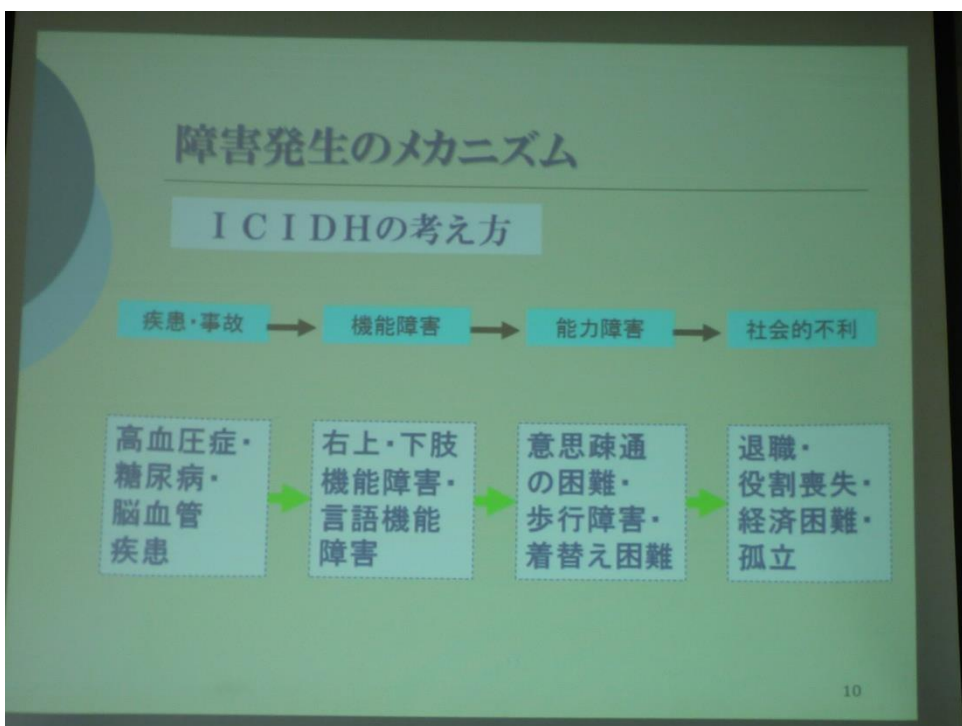 障害発生のメカニズム
ＩＣＩＤＨの考え方
疾患・事故
機能障害
能力障害
社会的不利
高血圧症・
糖尿病・
脳血管
疾患
右上・下肢
機能障害・
言語機能
障害
意思疎通
の困難・
歩行障害・
着替え困難
退職・
役割喪失・
経済困難・
孤立
10